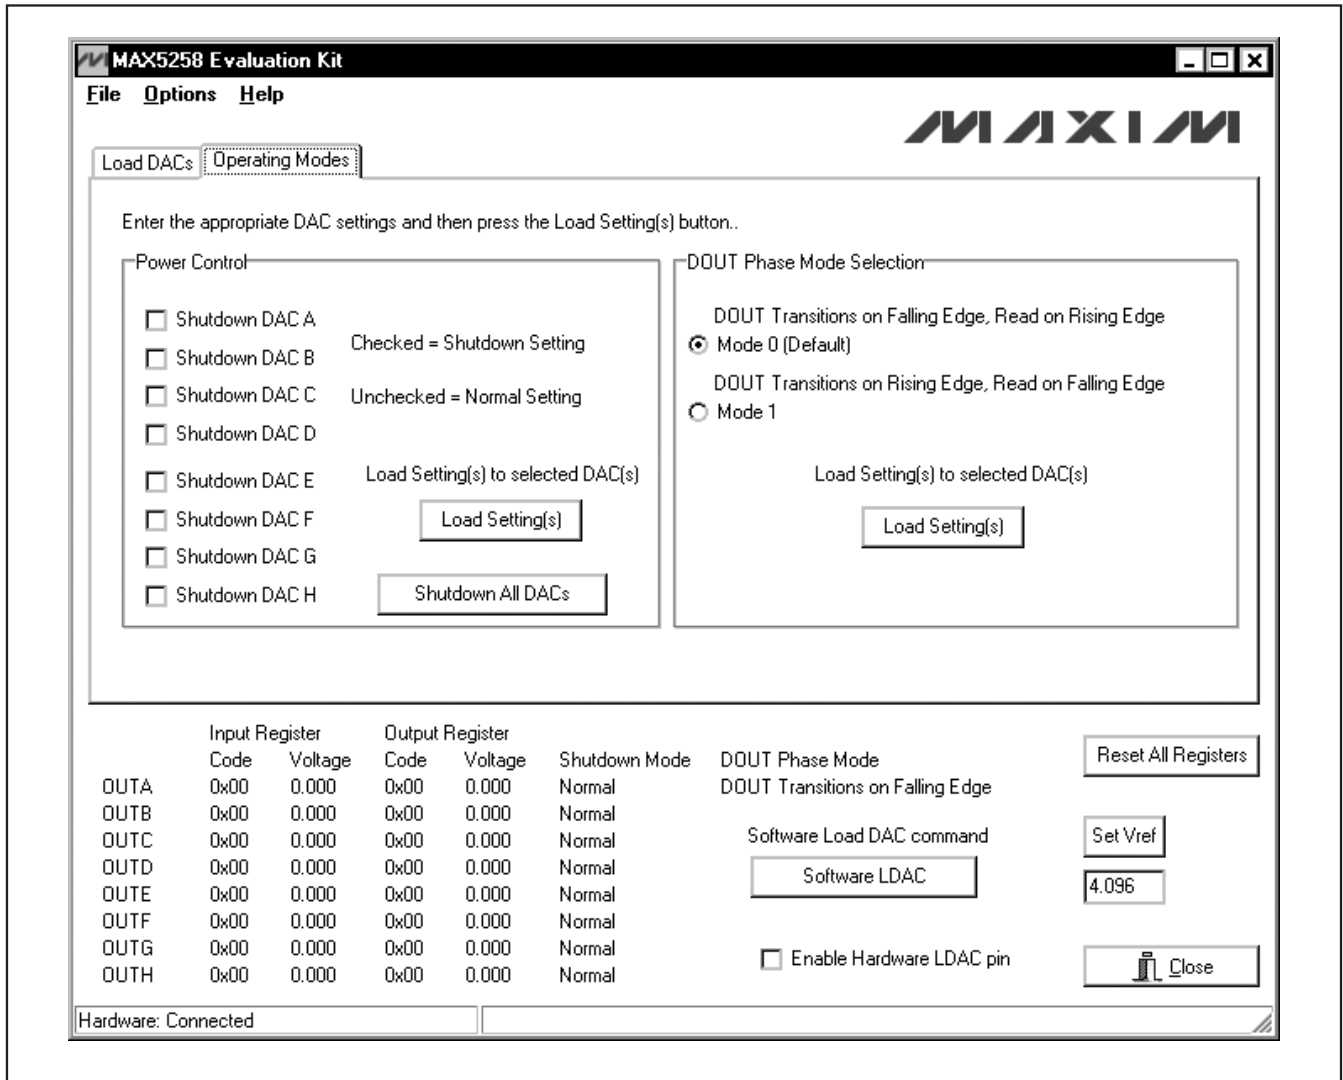 MAX5258 Evaluation Kit
File Options Help
MAXIM
Load DACs Operating Modes
Enter the appropriate DAC settings and then press the Load Setting(s) button..
Power Control
Shutdown DAC A
Shutdown DAC B
Shutdown DAC C
Shutdown DAC D
Shutdown DAC E
Shutdown DAC F
Shutdown DAC G
Shutdown DAC H
Checked = Shutdown Setting
Unchecked = Normal Setting
Load Setting(s) to selected DAC(s)
Load Setting(s)
Shutdown All DACs
DOUT Phase Mode Selection
DOUT Transitions on Falling Edge, Read on Rising Edge
Mode 0 (Default)
DOUT Transitions on Rising Edge, Read on Falling Edge
Mode 1
Load Setting(s) to selected DAC(s)
Load Setting(s)
Input Register Output Register
Code Voltage Code Voltage Shutdown Mode
OUTA 0x00 0.000 0x00 0.000 Normal
OUTB 0x00 0.000 0x00 0.000 Normal
OUTC 0x00 0.000 0x00 0.000 Normal
OUTD 0x00 0.000 0x00 0.000 Normal
OUTE 0x00 0.000 0x00 0.000 Normal
OUTF 0x00 0.000 0x00 0.000 Normal
OUTG 0x00 0.000 0x00 0.000 Normal
OUTH 0x00 0.000 0x00 0.000 Normal
DOUT Phase Mode
DOUT Transitions on Falling Edge
Software Load DAC command
Software LDAC
Enable Hardware LDAC pin
Reset All Registers
Set Vref
4.096
Close
Hardware: Connected